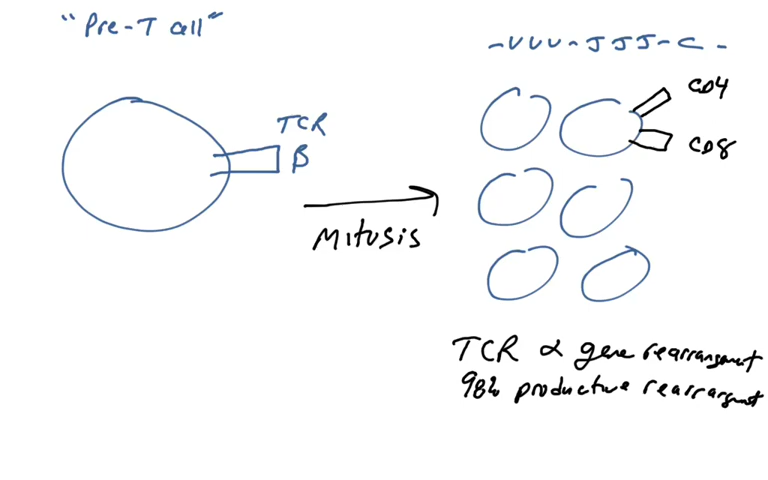 "Pre-T cell"
TCR
β
Mitosis
-VVV-JJJ-C-
CD4
CD8
TCR α gene rearrangement
98% productive rearrangement